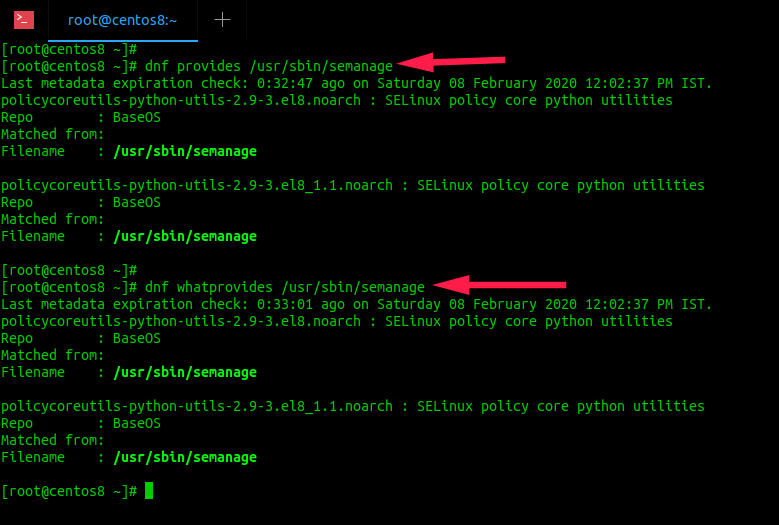 root@centos8:~
[root@centos8 ~]#
[root@centos8 ~]# dnf provides /usr/sbin/semanage
Last metadata expiration check: 0:32:47 ago on Saturday 08 February 2020 12:02:37 PM IST.
policycoreutils-python-utils-2.9-3.el8.noarch : SELinux policy core python utilities
Repo        : BaseOS
Matched from:
Filename    : /usr/sbin/semanage

policycoreutils-python-utils-2.9-3.el8_1.1.noarch : SELinux policy core python utilities
Repo        : BaseOS
Matched from:
Filename    : /usr/sbin/semanage

[root@centos8 ~]#
[root@centos8 ~]# dnf whatprovides /usr/sbin/semanage
Last metadata expiration check: 0:33:01 ago on Saturday 08 February 2020 12:02:37 PM IST.
policycoreutils-python-utils-2.9-3.el8.noarch : SELinux policy core python utilities
Repo        : BaseOS
Matched from:
Filename    : /usr/sbin/semanage

policycoreutils-python-utils-2.9-3.el8_1.1.noarch : SELinux policy core python utilities
Repo        : BaseOS
Matched from:
Filename    : /usr/sbin/semanage

[root@centos8 ~]#